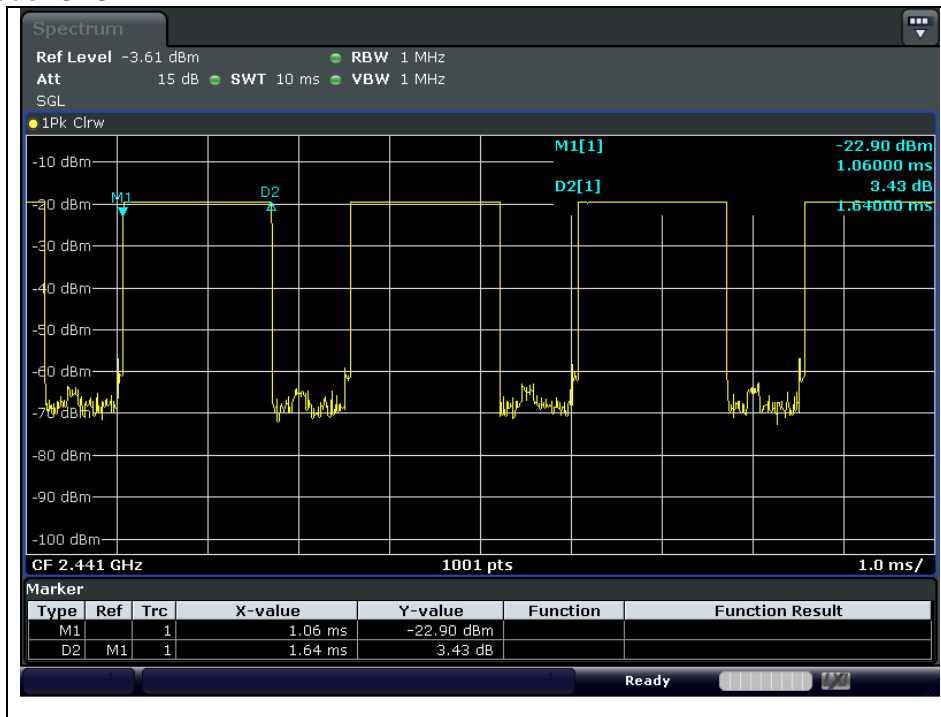 Spectrum
Ref Level -3.61 dBm RBW 1 MHz
Att 15 dB SWT 10 ms VBW 1 MHz
SGL
1Pk Clrw
M1[1] -22.90 dBm
1.06000 ms
D2[1] 3.43 dB
1.64000 ms
M1
D2
-10 dBm
-20 dBm
-30 dBm
-40 dBm
-50 dBm
-60 dBm
-70 dBm
-80 dBm
-90 dBm
-100 dBm
CF 2.441 GHz 1001 pts 1.0 ms/
Marker
Type Ref Trc X-value Y-value Function Function Result
M1 1 1.06 ms -22.90 dBm
D2 M1 1 1.64 ms 3.43 dB
Ready